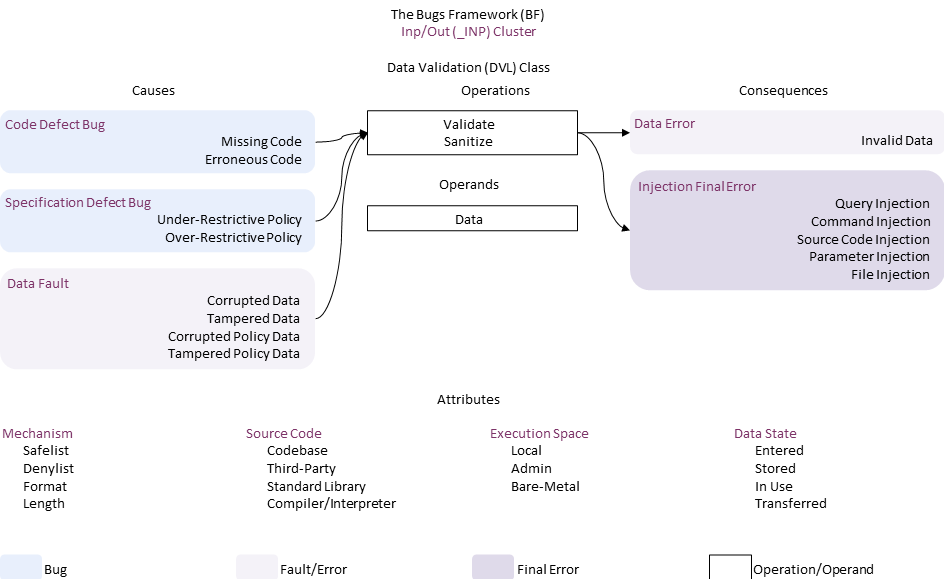 The Bugs Framework (BF)
Inp/Out (_INP) Cluster
Data Validation (DVL) Class
Causes
Operations
Consequences
Code Defect Bug
Missing Code
Erroneous Code
Specification Defect Bug
Under-Restrictive Policy
Over-Restrictive Policy
Data Fault
Corrupted Data
Tampered Data
Corrupted Policy Data
Tampered Policy Data
Validate
Sanitize
Operands
Data
Data Error
Invalid Data
Injection Final Error
Query Injection
Command Injection
Source Code Injection
Parameter Injection
File Injection
Attributes
Mechanism
Safelist
Denylist
Format
Length
Source Code
Codebase
Third-Party
Standard Library
Compiler/Interpreter
Execution Space
Local
Admin
Bare-Metal
Data State
Entered
Stored
In Use
Transferred
Bug
Fault/Error
Final Error
Operation/Operand